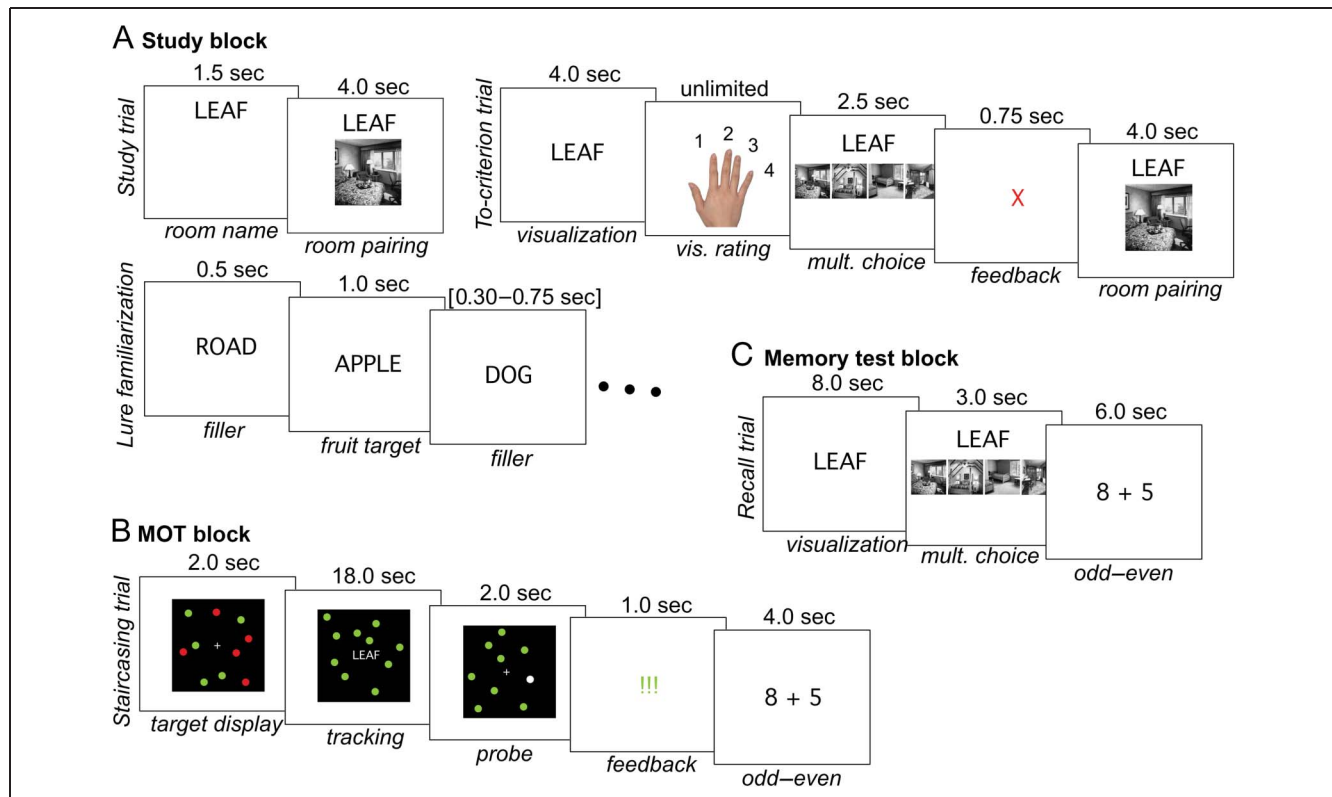 A Study block
Study trial
1.5 sec
LEAF
room name
4.0 sec
LEAF
room pairing
To-criterion trial
4.0 sec
LEAF
visualization
unlimited
1 2 3 4
vis. rating
2.5 sec
LEAF
mult. choice
0.75 sec
X
feedback
4.0 sec
LEAF
room pairing
Lure familiarization
0.5 sec
ROAD
filler
1.0 sec
APPLE
fruit target
[0.30–0.75 sec]
DOG
filler
C Memory test block
Recall trial
8.0 sec
LEAF
visualization
3.0 sec
LEAF
mult. choice
6.0 sec
8 + 5
odd–even
B MOT block
Staircasing trial
2.0 sec
target display
18.0 sec
LEAF
tracking
2.0 sec
probe
1.0 sec
!!!
feedback
4.0 sec
8 + 5
odd–even